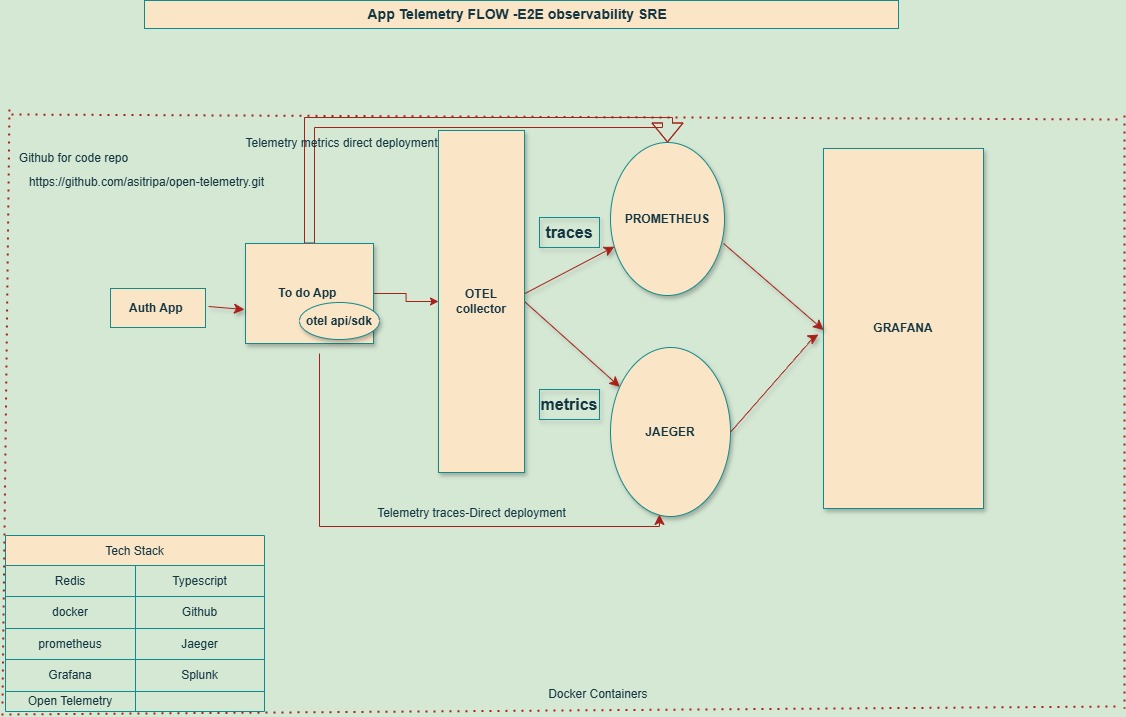 App Telemetry FLOW -E2E observability SRE
Telemetry metrics direct deployment
Github for code repo
https://github.com/asitripa/open-telemetry.git
PROMETHEUS
traces
Auth App
To do App
otel api/sdk
OTEL
collector
GRAFANA
metrics
JAEGER
Telemetry traces-Direct deployment
Tech Stack
Redis Typescript
docker Github
prometheus Jaeger
Grafana Splunk
Open Telemetry
Docker Containers